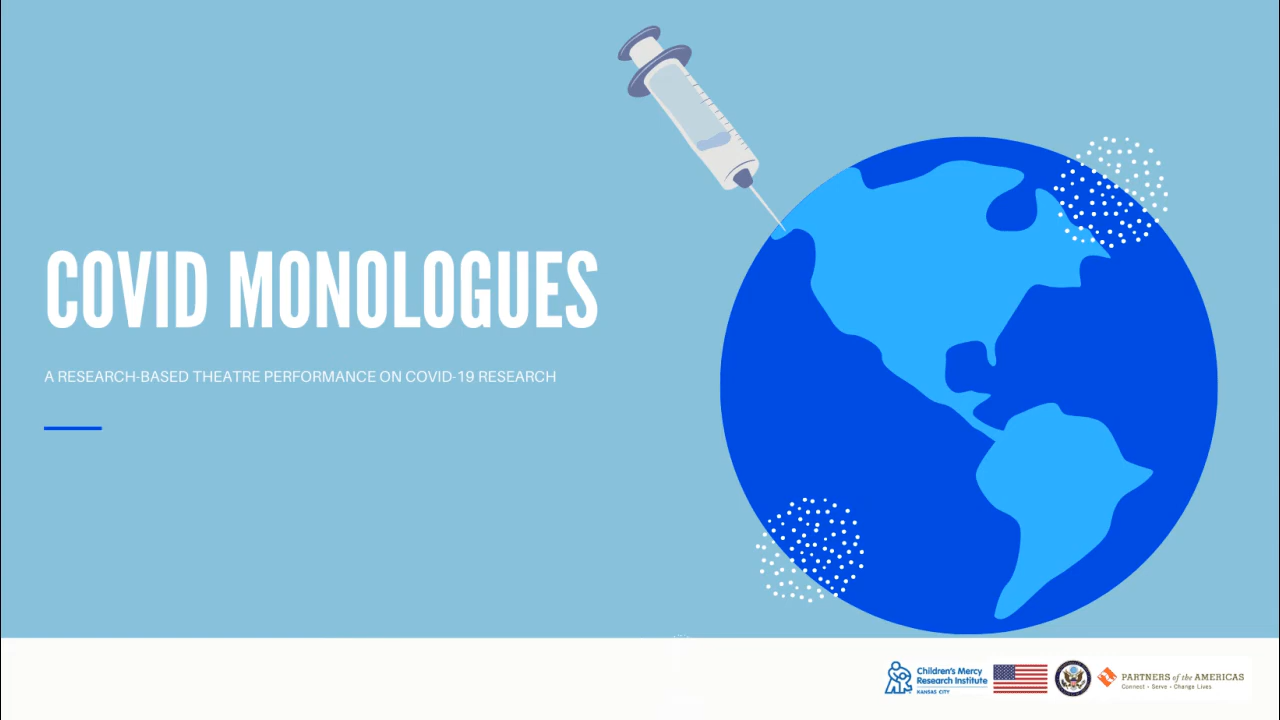 COVID MONOLOGUES
A RESEARCH-BASED THEATRE PERFORMANCE ON COVID-19 RESEARCH
Children's Mercy
Research Institute
KANSAS CITY
PARTNERS of the AMERICAS
Connect • Serve • Change Lives